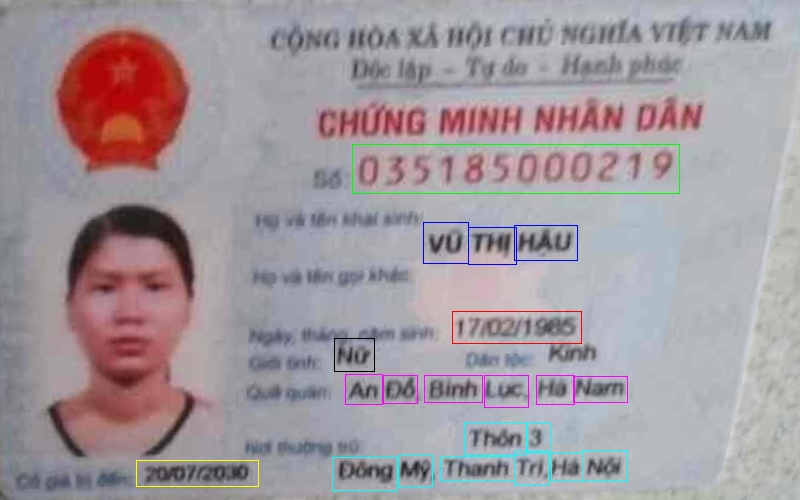 CỘNG HÒA XÃ HỘI CHỦ NGHĨA VIỆT NAM
Độc lập - Tự do - Hạnh phúc
CHỨNG MINH NHÂN DÂN
Số: 035185000219
Họ và tên khai sinh:
VŨ THỊ HẬU
Họ và tên gọi khác:
Ngày, tháng, năm sinh: 17/02/1985
Giới tính: Nữ Dân tộc: Kinh
Quê quán: An Đổ, Bình Lục, Hà Nam
Nơi thường trú: Thôn 3
Đông Mỹ, Thanh Trì, Hà Nội
Có giá trị đến: 20/07/2030